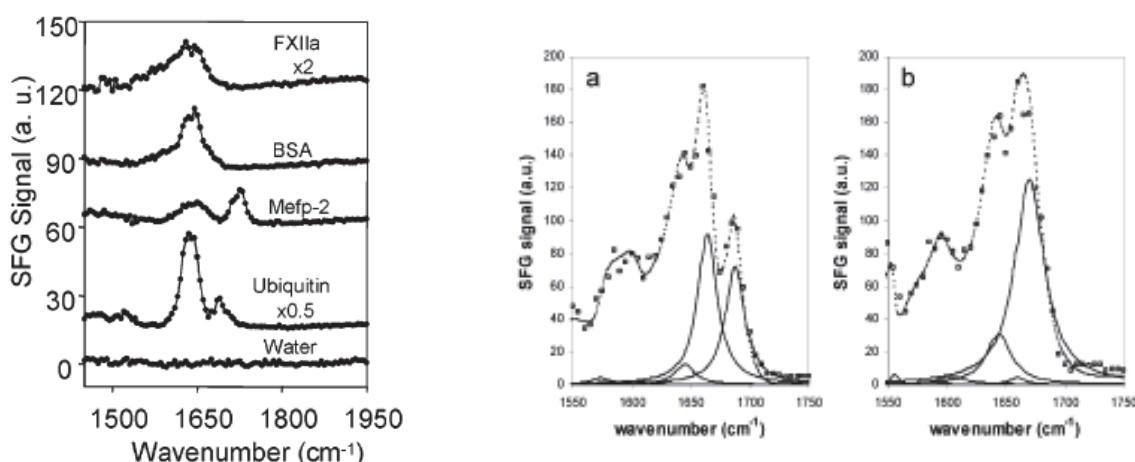 150
120
90
60
30
0
SFG Signal (a. u.)
FXIIa
x2
BSA
Mefp-2
Ubiquitin
x0.5
Water
1500 1650 1800 1950
Wavenumber (cm-1)
a
200
180
160
140
120
100
80
60
40
20
0
SFG signal (a.u.)
1550 1600 1650 1700 1750
wavenumber (cm-1)
b
200
180
160
140
120
100
80
60
40
20
0
SFG signal (a.u.)
1550 1600 1650 1700 1750
wavenumber (cm-1)